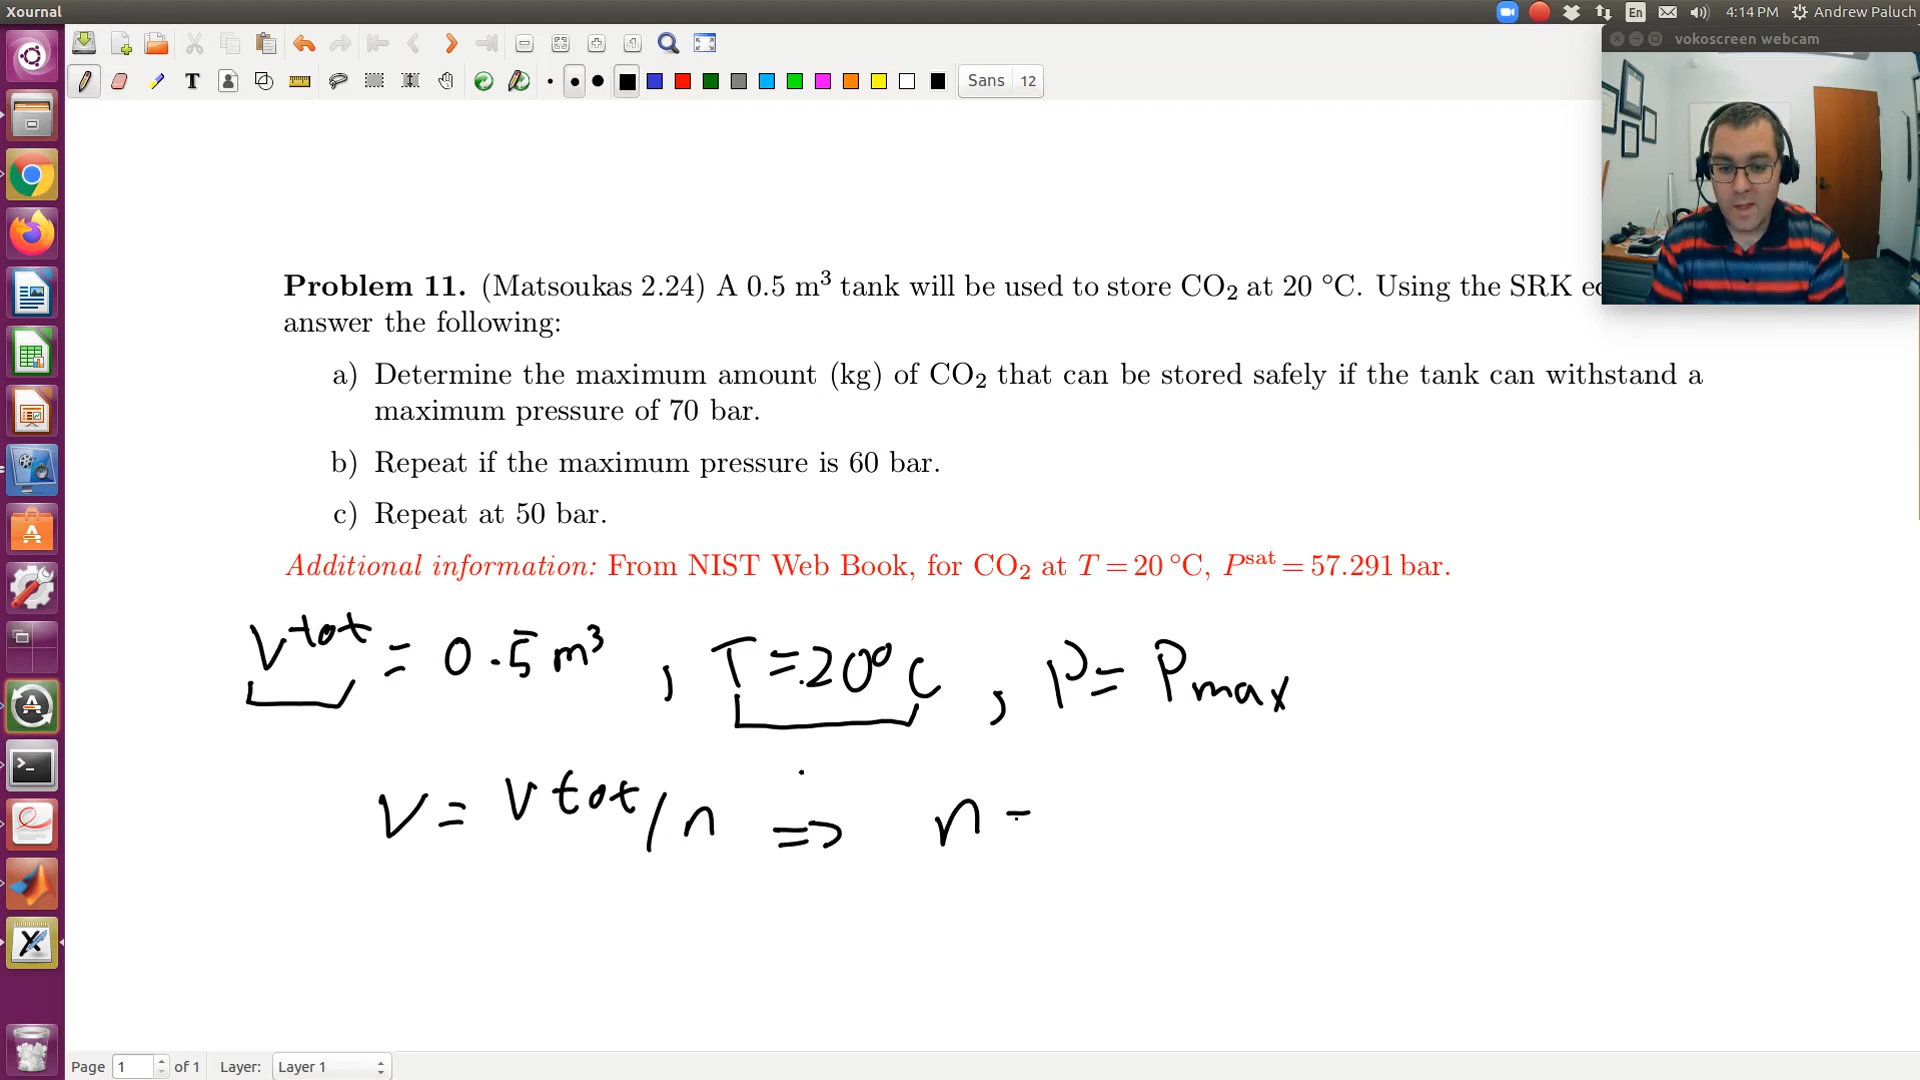 Xournal
En
4:14 PM
Andrew Paluch
vokoscreen webcam
Sans 12
Problem 11. (Matsoukas 2.24) A 0.5 m³ tank will be used to store CO₂ at 20 °C. Using the SRK
answer the following:
a) Determine the maximum amount (kg) of CO₂ that can be stored safely if the tank can withstand a
maximum pressure of 70 bar.
b) Repeat if the maximum pressure is 60 bar.
c) Repeat at 50 bar.
Additional information: From NIST Web Book, for CO₂ at T = 20 °C, Pˢᵃᵗ = 57.291 bar.
V^tot = 0.5 m³ , T = 20° C , P = Pmax
V = V^tot / n ⇒ n =
Page 1 of 1 Layer: Layer 1